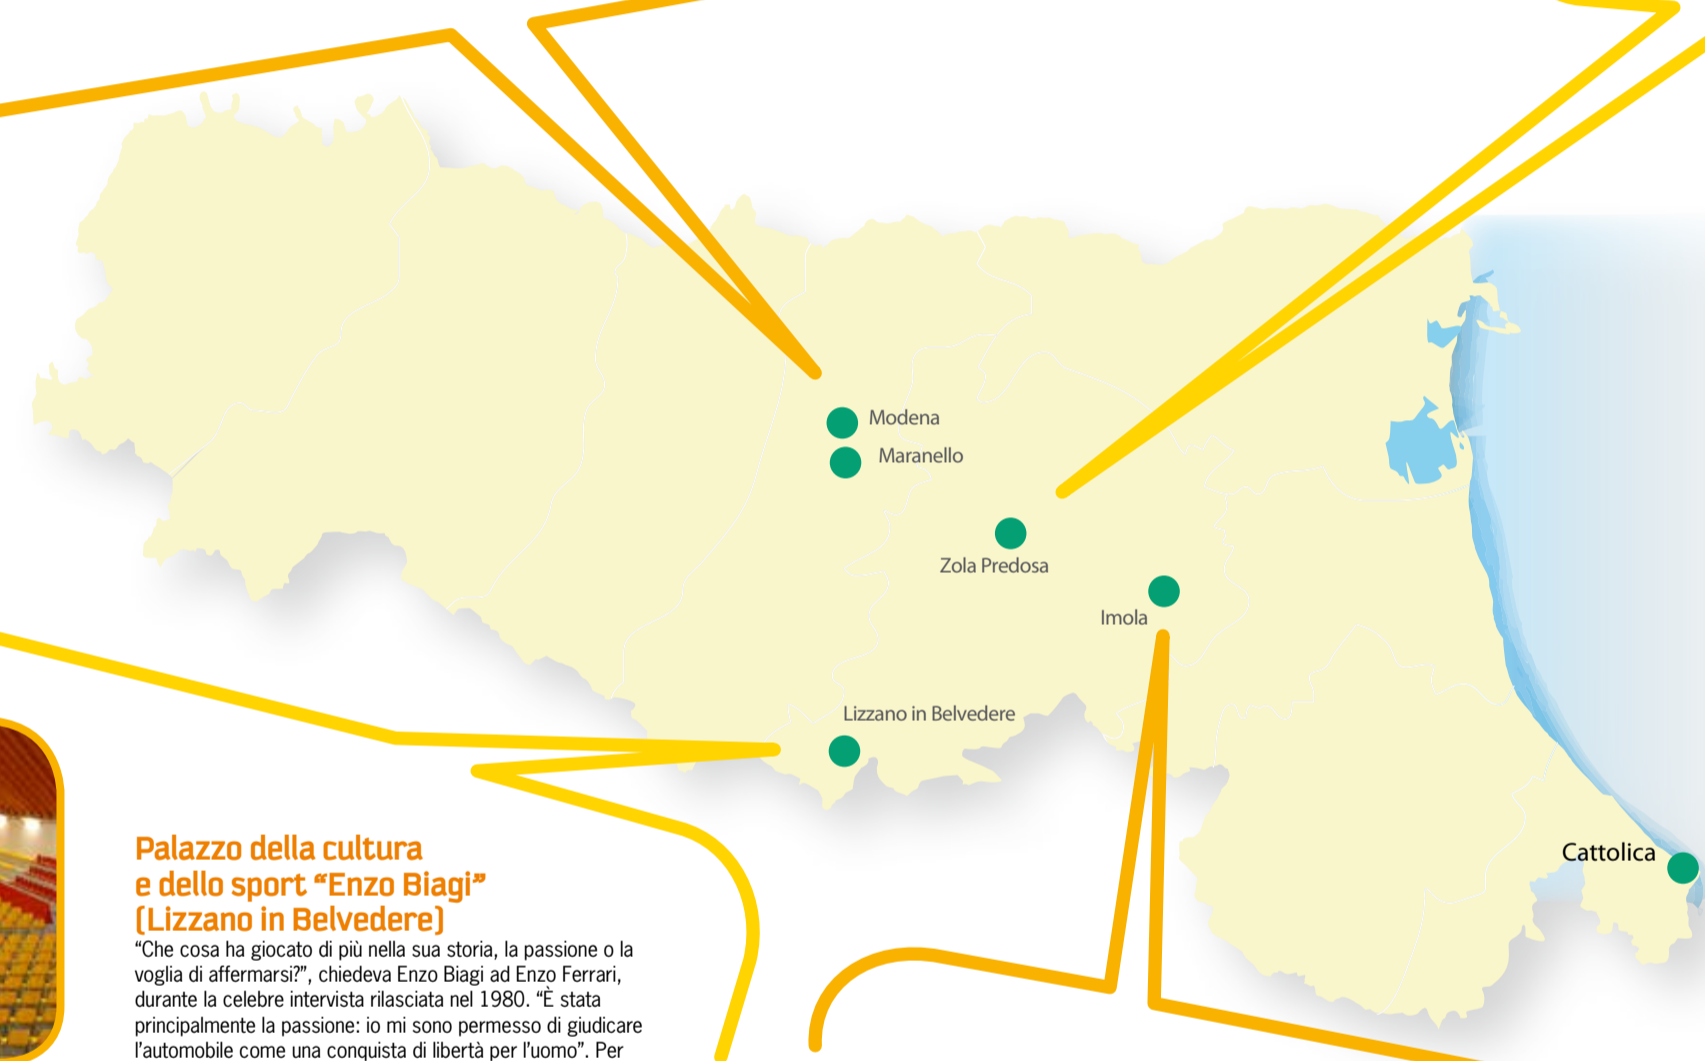 Modena
Maranello
Zola Predosa
Imola
Lizzano in Belvedere
Cattolica
Palazzo della cultura
e dello sport “Enzo Biagi”
(Lizzano in Belvedere)
“Che cosa ha giocato di più nella sua storia, la passione o la
voglia di affermarsi?”, chiedeva Enzo Biagi ad Enzo Ferrari,
durante la celebre intervista rilasciata nel 1980. “È stata
principalmente la passione: io mi sono permesso di giudicare
l’automobile come una conquista di libertà per l’uomo”. Per